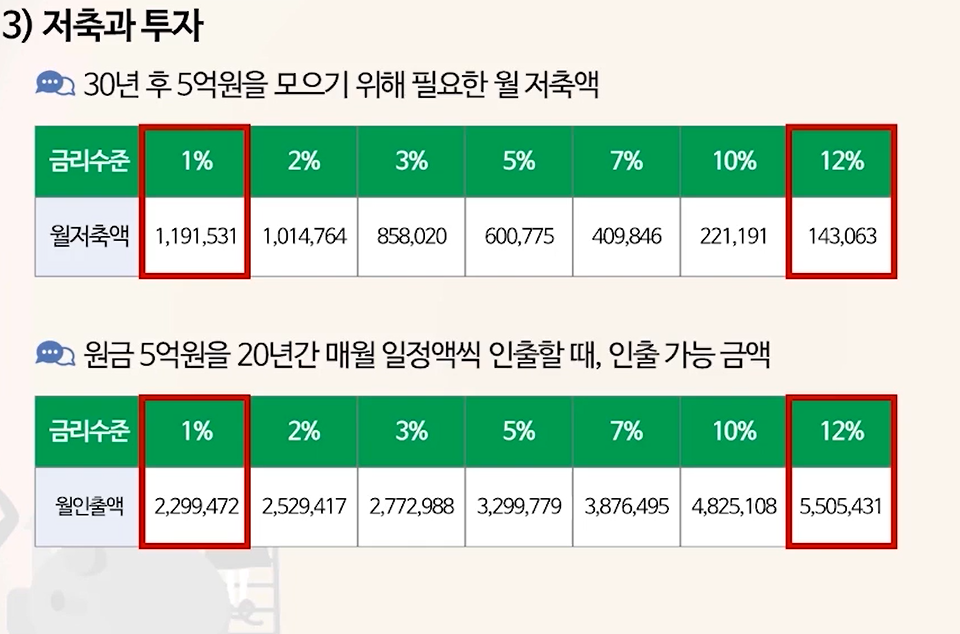 3) 저축과 투자
30년 후 5억원을 모으기 위해 필요한 월 저축액
금리수준 1% 2% 3% 5% 7% 10% 12%
월저축액 1,191,531 1,014,764 858,020 600,775 409,846 221,191 143,063
원금 5억원을 20년간 매월 일정액씩 인출할 때, 인출 가능 금액
금리수준 1% 2% 3% 5% 7% 10% 12%
월인출액 2,299,472 2,529,417 2,772,988 3,299,779 3,876,495 4,825,108 5,505,431